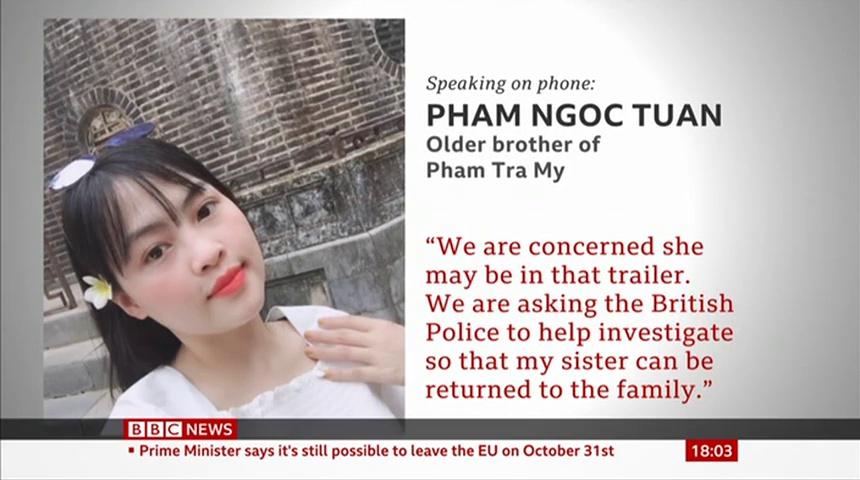 Speaking on phone:
PHAM NGOC TUAN
Older brother of
Pham Tra My
“We are concerned she
may be in that trailer.
We are asking the British
Police to help investigate
so that my sister can be
returned to the family.”
BBC NEWS
▪ Prime Minister says it's still possible to leave the EU on October 31st
18:03